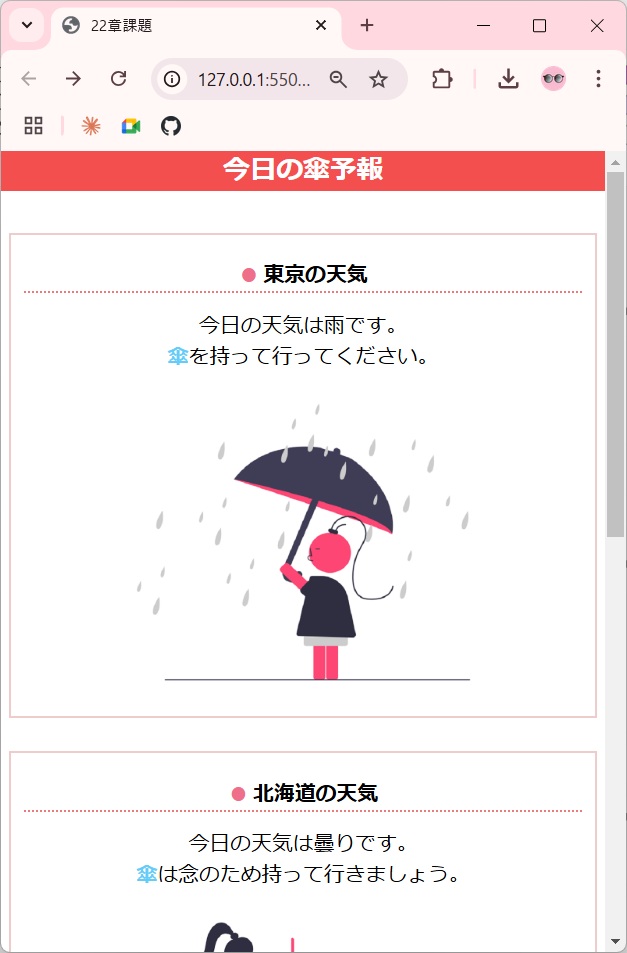 22章課題
127.0.0.1:550...
今日の傘予報
東京の天気
今日の天気は雨です。
傘を持って行ってください。
北海道の天気
今日の天気は曇りです。
傘は念のため持って行きましょう。